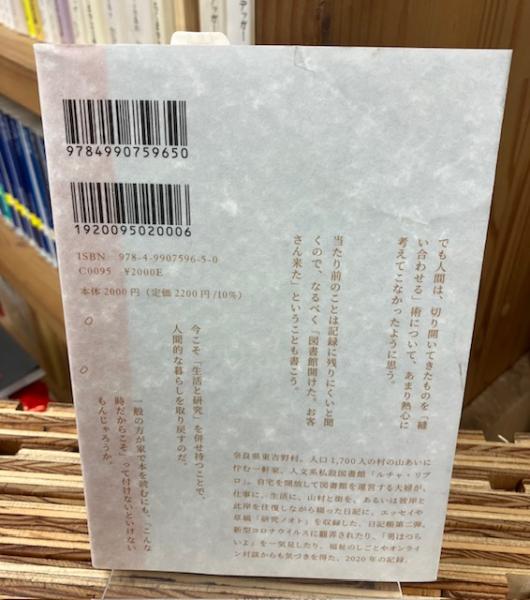 9784990759650
1920095020006
ISBN 978-4-9907596-5-0
C0095 ¥2000E
本体2000円(定価2200円/10%)
でも人間は、切り開いてきたものを「縫
い合わせる」術について、あまり熱心に
考えてこなかったように思う。
当たり前のことは記録に残りにくいと聞
くので、なるべく「図書館開けた。お客
さん来た」ということも書こう。
今こそ「生活と研究」を併せ持つことで、
人間的な暮らしを取り戻すのだ。
一般の方が家で本を読むにも、「こんな
時だからこそ」って付けないといけない
もんじゃろうか。
奈良県東吉野村。人口1,700人の村の山あいに
佇む一軒家、人文系私設図書館「ルチャ・リブ
ロ」。自宅を開放して図書館を運営する夫婦が、
仕事に、生活に、山村と街を、あるいは彼岸と
此岸を往復しながら綴った日記に、エッセイや
草稿「研究ノオト」を収録した、日記帳第二弾。
新型コロナウイルスに翻弄されたり、「男はつら
いよ」を一気見したり、福祉のしごとやオンライ
ン対談からも気づきを得た、2020年の記録。